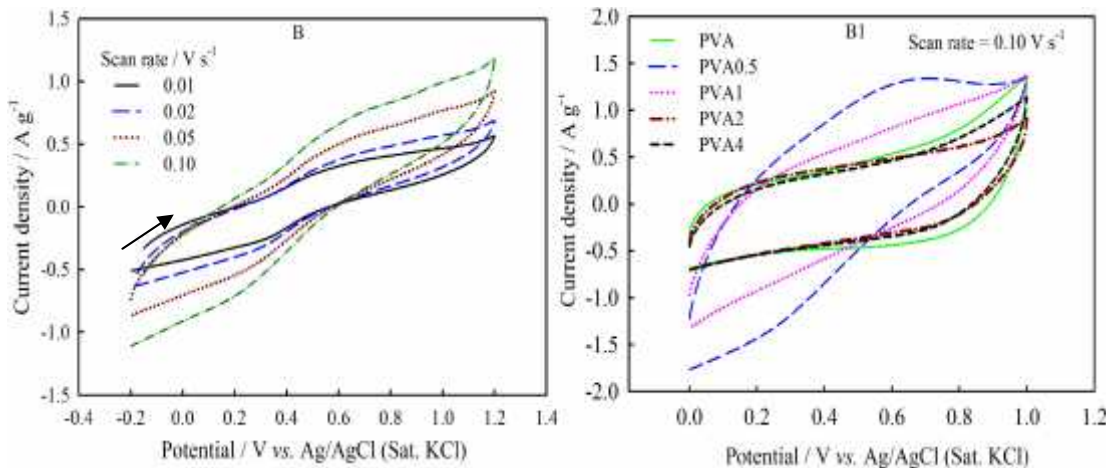 B
Scan rate / V s⁻¹
0.01
0.02
0.05
0.10
Current density / A g⁻¹
1.5
1.0
0.5
0.0
-0.5
-1.0
-1.5
-0.4 -0.2 0.0 0.2 0.4 0.6 0.8 1.0 1.2 1.4
Potential / V vs. Ag/AgCl (Sat. KCl)
B1
Scan rate = 0.10 V s⁻¹
PVA
PVA0.5
PVA1
PVA2
PVA4
Current density / A g⁻¹
2.0
1.5
1.0
0.5
0.0
-0.5
-1.0
-1.5
-2.0
0.0 0.2 0.4 0.6 0.8 1.0 1.2
Potential / V vs. Ag/AgCl (Sat. KCl)